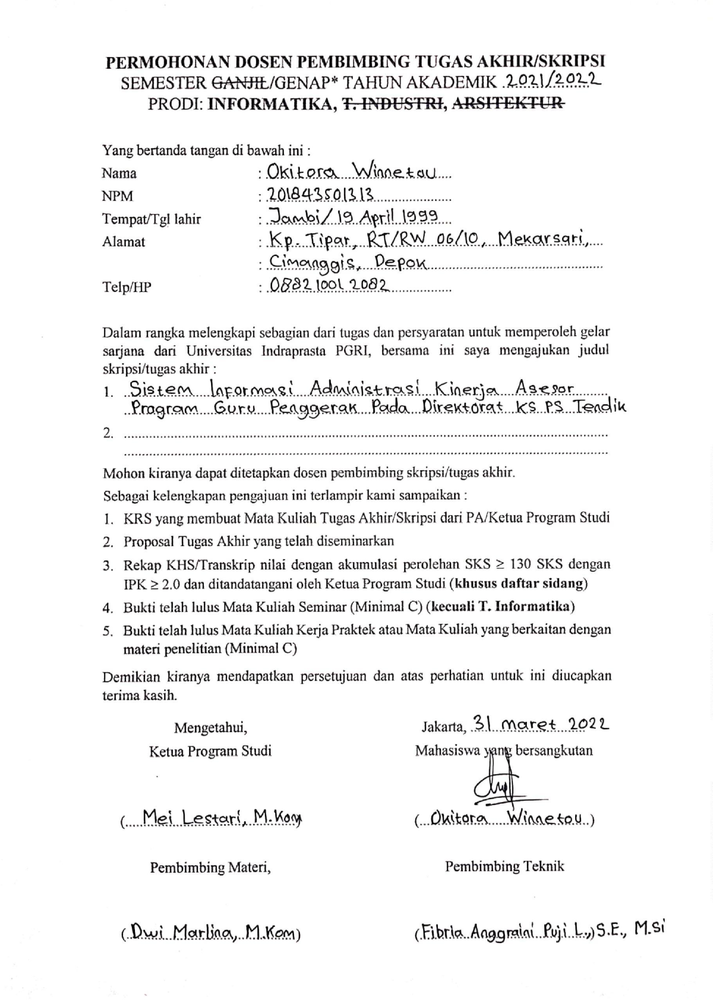 PERMOHONAN DOSEN PEMBIMBING TUGAS AKHIR/SKRIPSI
SEMESTER GANJIL/GENAP* TAHUN AKADEMIK 2021/2022
PRODI: INFORMATIKA, T. INDUSTRI, ARSITEKTUR
Yang bertanda tangan di bawah ini :
Nama : Okitora Winnetou
NPM : 201843501313
Tempat/Tgl lahir : Jambi/19 April 1999
Alamat : Kp. Tipar, RT/RW 06/10, Mekarsari,
: Cimanggis, Depok
Telp/HP : 088210012082
Dalam rangka melengkapi sebagian dari tugas dan persyaratan untuk memperoleh gelar
sarjana dari Universitas Indraprasta PGRI, bersama ini saya mengajukan judul
skripsi/tugas akhir :
1. Sistem Informasi Administrasi Kinerja Asesor
Program Guru Penggerak Pada Direktorat KS PS Tendik
2.
Mohon kiranya dapat ditetapkan dosen pembimbing skripsi/tugas akhir.
Sebagai kelengkapan pengajuan ini terlampir kami sampaikan :
1. KRS yang membuat Mata Kuliah Tugas Akhir/Skripsi dari PA/Ketua Program Studi
2. Proposal Tugas Akhir yang telah diseminarkan
3. Rekap KHS/Transkrip nilai dengan akumulasi perolehan SKS ≥ 130 SKS dengan
IPK ≥ 2.0 dan ditandatangani oleh Ketua Program Studi (khusus daftar sidang)
4. Bukti telah lulus Mata Kuliah Seminar (Minimal C) (kecuali T. Informatika)
5. Bukti telah lulus Mata Kuliah Kerja Praktek atau Mata Kuliah yang berkaitan dengan
materi penelitian (Minimal C)
Demikian kiranya mendapatkan persetujuan dan atas perhatian untuk ini diucapkan
terima kasih.
Mengetahui, Jakarta, 31 maret 2022
Ketua Program Studi Mahasiswa yang bersangkutan
(Mei Lestari, M.Kom) (Okitora Winnetou)
Pembimbing Materi, Pembimbing Teknik
(Dwi Marlina, M.Kom) (Fibria Anggraini Puji L.,) S.E., M.Si